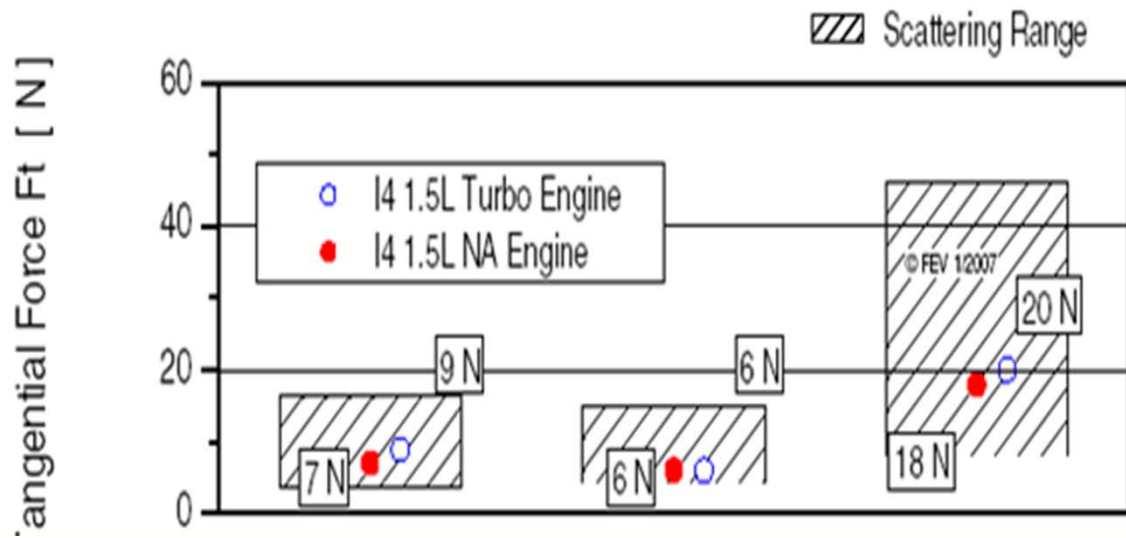 Scattering Range
Tangential Force Ft [ N ]
60
40
20
0
I4 1.5L Turbo Engine
I4 1.5L NA Engine
© FEV 1/2007
9 N
7 N
6 N
6 N
20 N
18 N